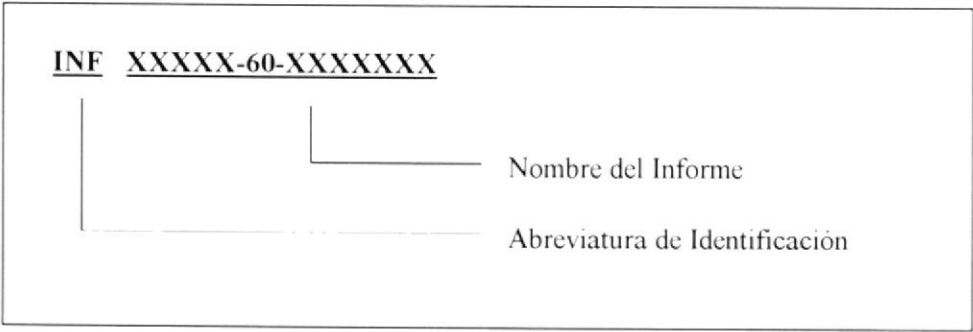 INF XXXXX-60-XXXXXXX
Nombre del Informe
Abreviatura de Identificación